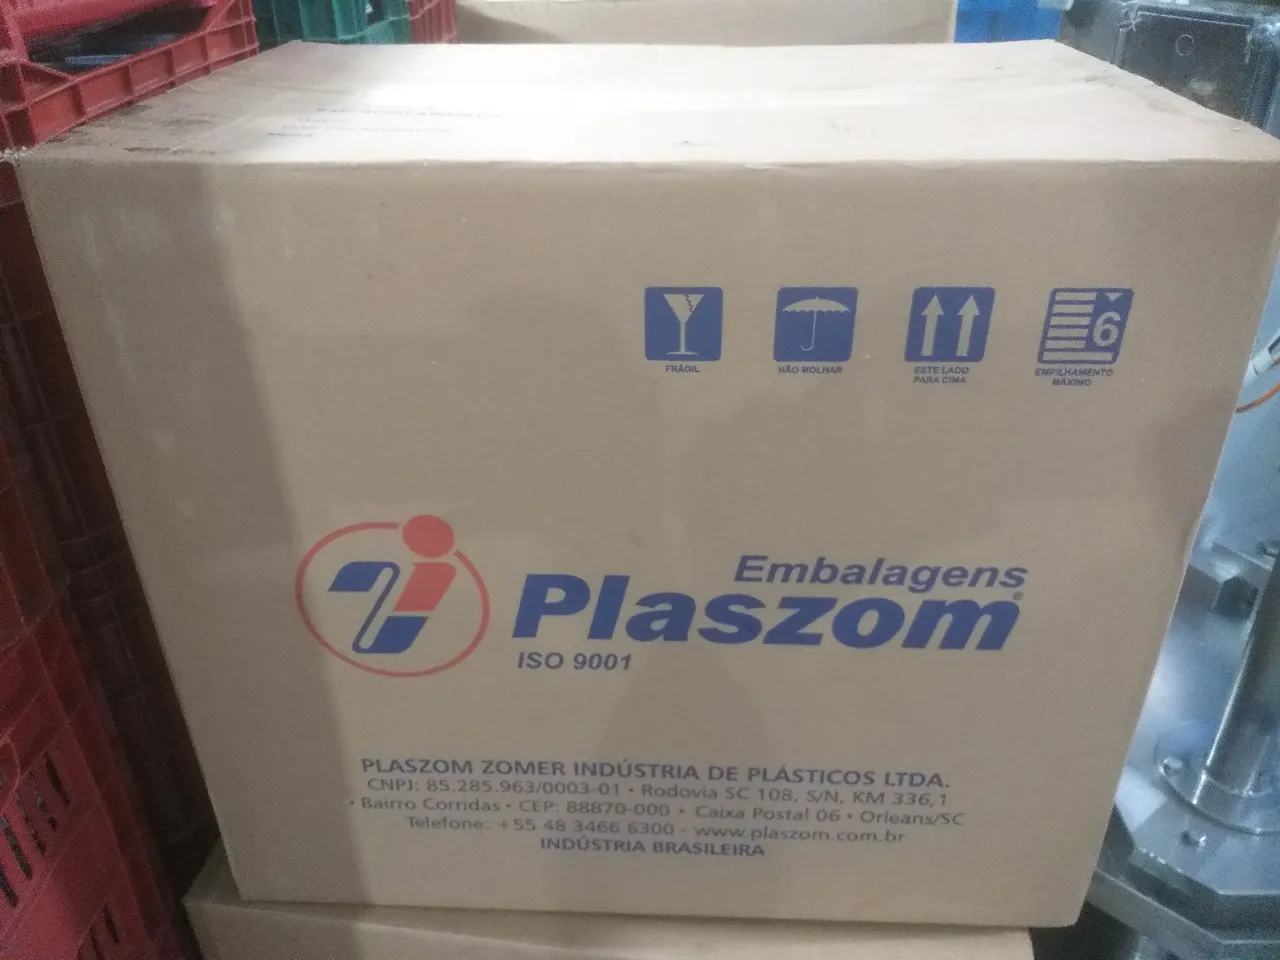 FRÁGIL
NÃO MOLHAR
ESTE LADO
PARA CIMA
6
EMPILHAMENTO
MÁXIMO
Embalagens
Plaszom®
ISO 9001
PLASZOM ZOMER INDÚSTRIA DE PLÁSTICOS LTDA.
CNPJ: 85.285.963/0003-01 • Rodovia SC 108, S/N, KM 336,1
• Bairro Corridas • CEP: 88870-000 • Caixa Postal 06 • Orleans/SC
Telefone: +55 48 3466 6300 - www.plaszom.com.br
INDÚSTRIA BRASILEIRA